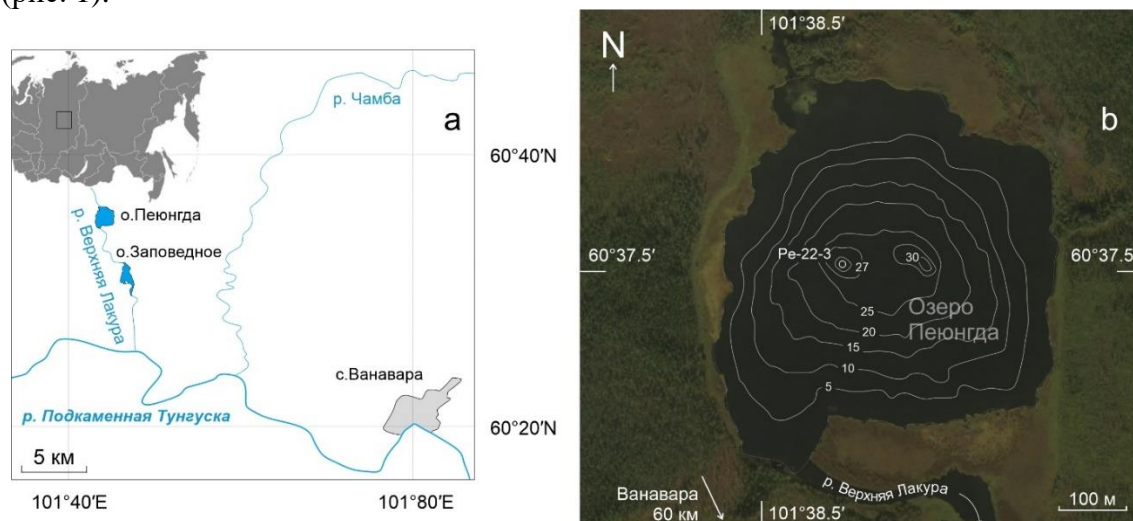 (рис. 1).
a
р. Чамба
60°40′N
о.Пеюнгда
о.Заповедное
р. Верхняя Лакура
с.Ванавара
р. Подкаменная Тунгуска
60°20′N
5 км
101°40′E
101°80′E
101°38.5′
N
b
60°37.5′
60°37.5′
Pe-22-3
27
30
25
Озеро
Пеюнгда
20
15
10
5
р. Верхняя Лакура
Ванавара
60 км
101°38.5′
100 м